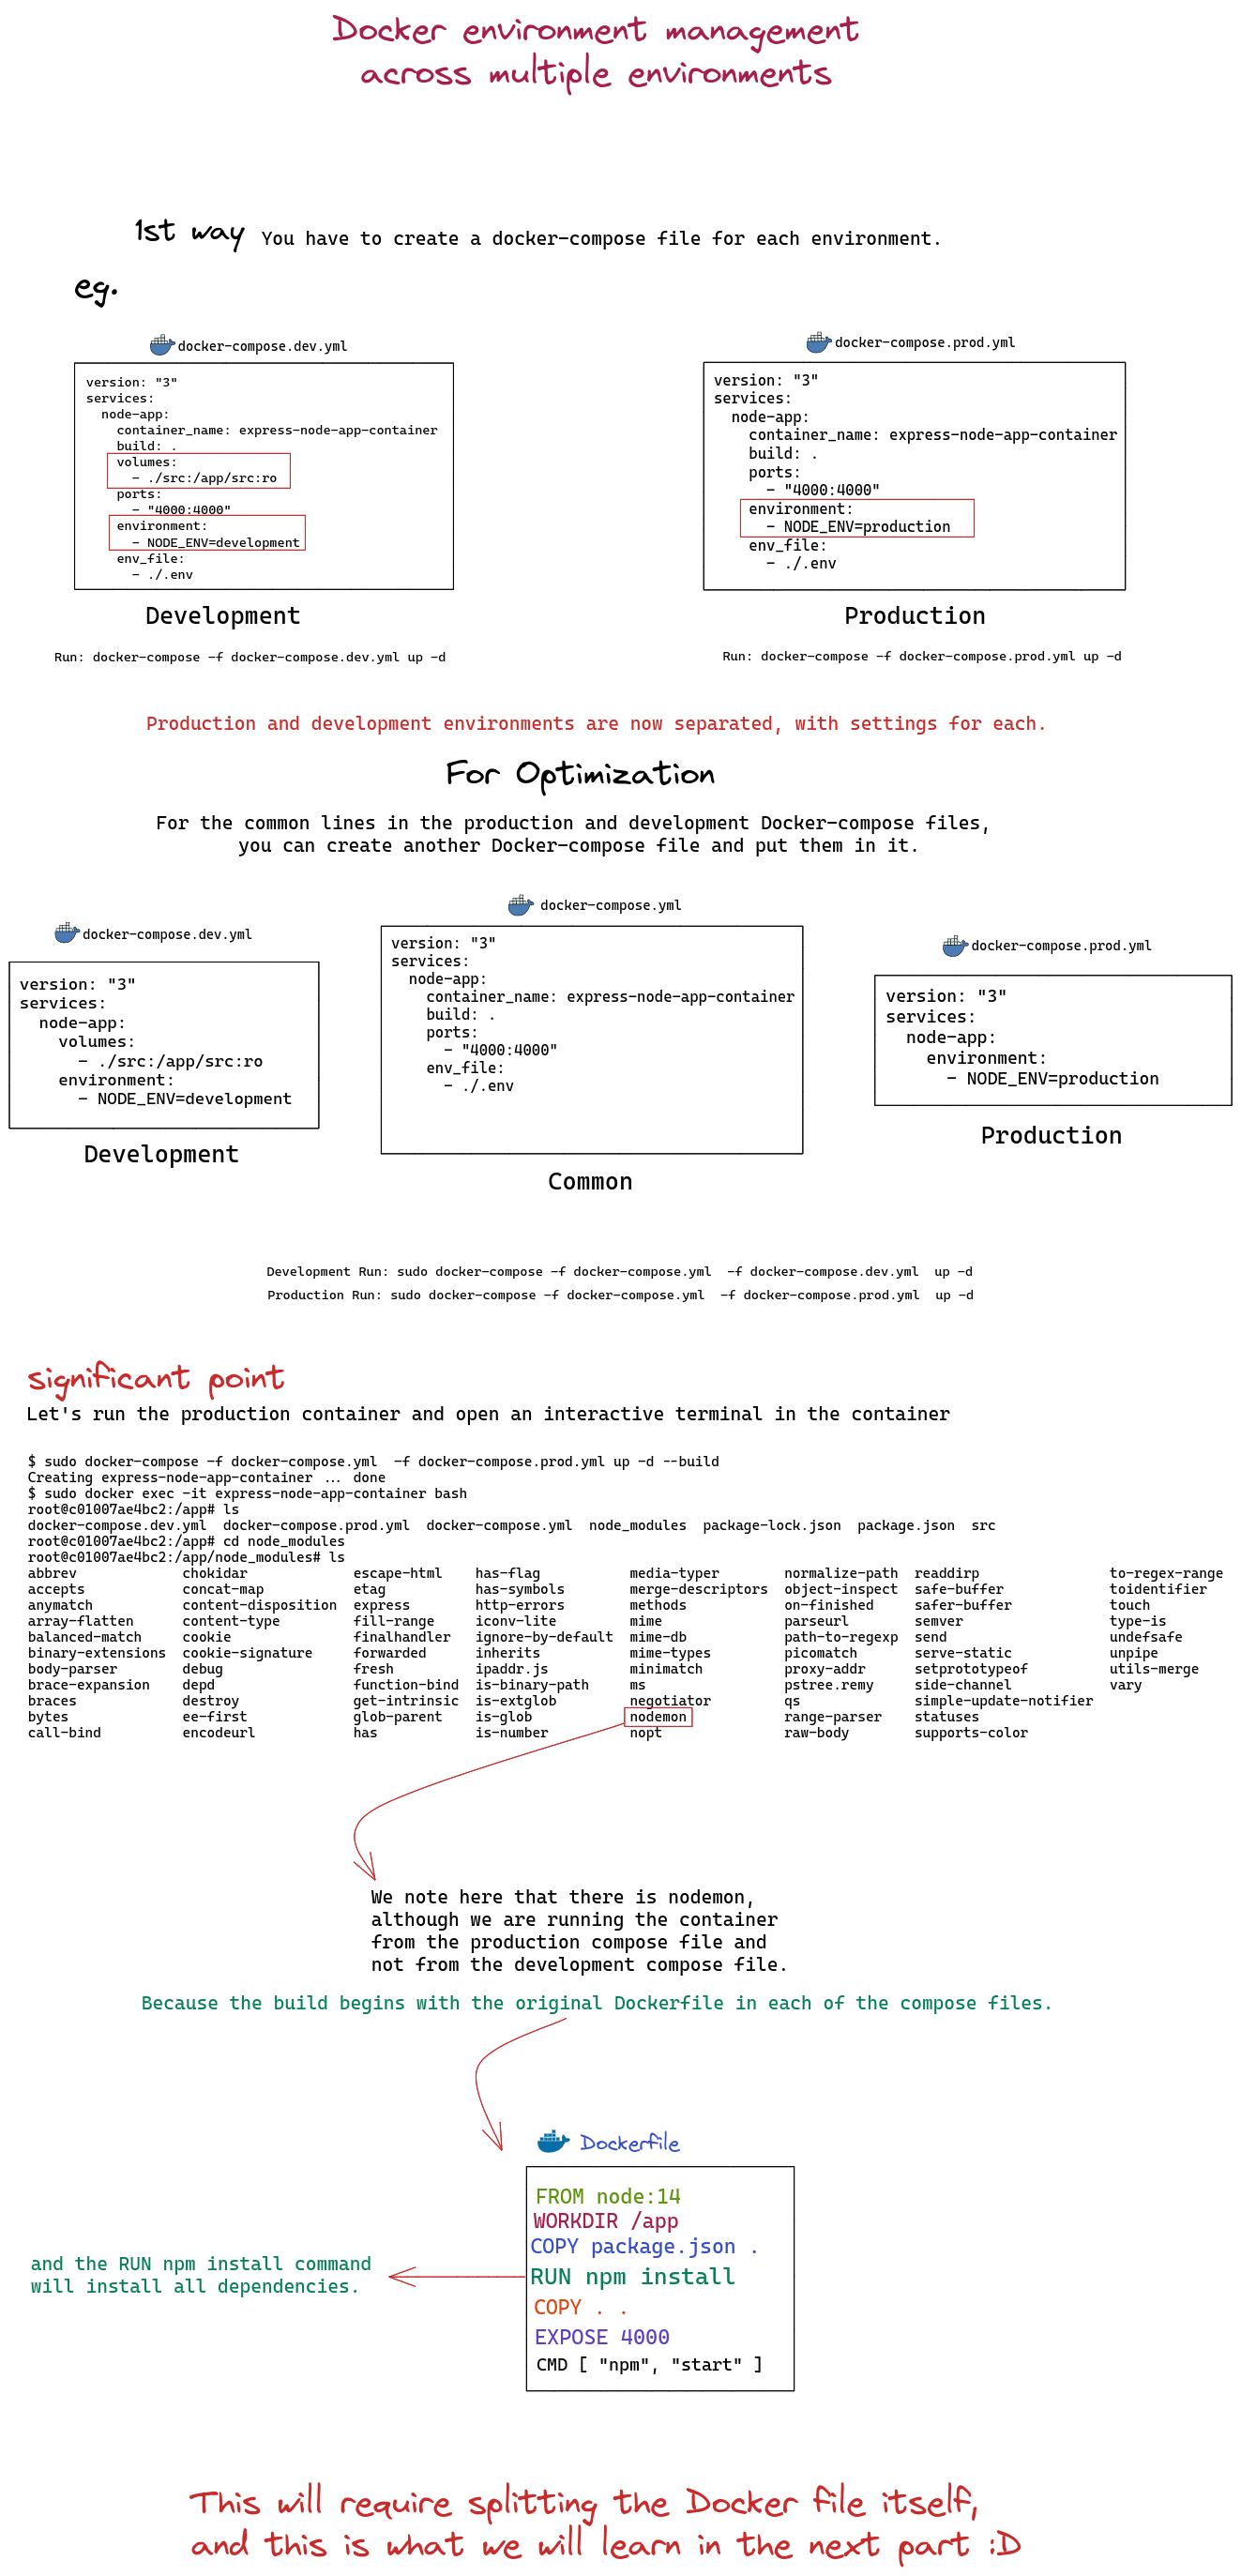 Docker environment management
across multiple environments
1st way You have to create a docker-compose file for each environment.
eg.
docker-compose.dev.yml
version: "3"
services:
  node-app:
    container_name: express-node-app-container
    build: .
    volumes:
      - ./src:/app/src:ro
    ports:
      - "4000:4000"
    environment:
      - NODE_ENV=development
    env_file:
      - ./.env
Development
Run: docker-compose -f docker-compose.dev.yml up -d
docker-compose.prod.yml
version: "3"
services:
  node-app:
    container_name: express-node-app-container
    build: .
    ports:
      - "4000:4000"
    environment:
      - NODE_ENV=production
    env_file:
      - ./.env
Production
Run: docker-compose -f docker-compose.prod.yml up -d
Production and development environments are now separated, with settings for each.
For Optimization
For the common lines in the production and development Docker-compose files,
you can create another Docker-compose file and put them in it.
docker-compose.dev.yml
version: "3"
services:
  node-app:
    volumes:
      - ./src:/app/src:ro
    environment:
      - NODE_ENV=development
Development
docker-compose.yml
version: "3"
services:
  node-app:
    container_name: express-node-app-container
    build: .
    ports:
      - "4000:4000"
    env_file:
      - ./.env
Common
docker-compose.prod.yml
version: "3"
services:
  node-app:
    environment:
      - NODE_ENV=production
Production
Development Run: sudo docker-compose -f docker-compose.yml  -f docker-compose.dev.yml  up -d
Production Run: sudo docker-compose -f docker-compose.yml  -f docker-compose.prod.yml  up -d
significant point
Let's run the production container and open an interactive terminal in the container
$ sudo docker-compose -f docker-compose.yml  -f docker-compose.prod.yml up -d --build
Creating express-node-app-container ... done
$ sudo docker exec -it express-node-app-container bash
root@c01007ae4bc2:/app# ls
docker-compose.dev.yml  docker-compose.prod.yml  docker-compose.yml  node_modules  package-lock.json  package.json  src
root@c01007ae4bc2:/app# cd node_modules
root@c01007ae4bc2:/app/node_modules# ls
abbrev chokidar escape-html has-flag media-typer normalize-path readdirp to-regex-range
accepts concat-map etag has-symbols merge-descriptors object-inspect safe-buffer toidentifier
anymatch content-disposition express http-errors methods on-finished safer-buffer touch
array-flatten content-type fill-range iconv-lite mime parseurl semver type-is
balanced-match cookie finalhandler ignore-by-default mime-db path-to-regexp send undefsafe
binary-extensions cookie-signature forwarded inherits mime-types picomatch serve-static unpipe
body-parser debug fresh ipaddr.js minimatch proxy-addr setprototypeof utils-merge
brace-expansion depd function-bind is-binary-path ms pstree.remy side-channel vary
braces destroy get-intrinsic is-extglob negotiator qs simple-update-notifier
bytes ee-first glob-parent is-glob nodemon range-parser statuses
call-bind encodeurl has is-number nopt raw-body supports-color
We note here that there is nodemon,
although we are running the container
from the production compose file and
not from the development compose file.
Because the build begins with the original Dockerfile in each of the compose files.
Dockerfile
FROM node:14
WORKDIR /app
COPY package.json .
RUN npm install
COPY . .
EXPOSE 4000
CMD [ "npm", "start" ]
and the RUN npm install command
will install all dependencies.
This will require splitting the Docker file itself,
and this is what we will learn in the next part :D